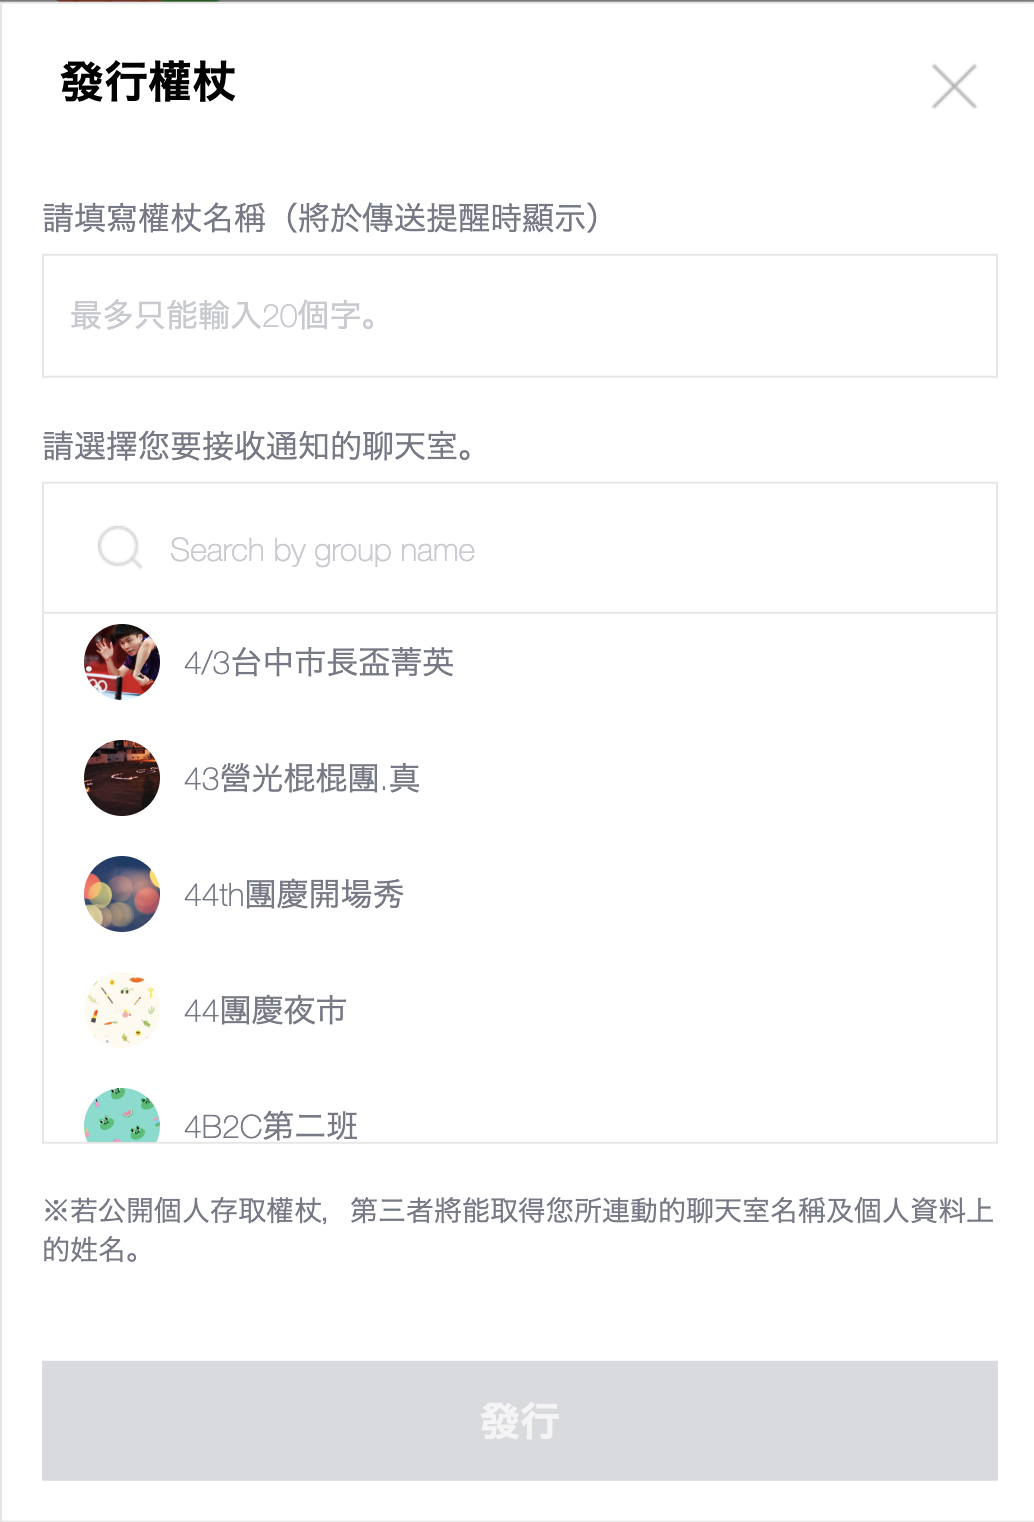 發行權杖
請填寫權杖名稱（將於傳送提醒時顯示）
最多只能輸入20個字。
請選擇您要接收通知的聊天室。
Search by group name
4/3台中市長盃菁英
43營光棍棍團.真
44th團慶開場秀
44團慶夜市
4B2C第二班
※若公開個人存取權杖，第三者將能取得您所連動的聊天室名稱及個人資料上
的姓名。
發行